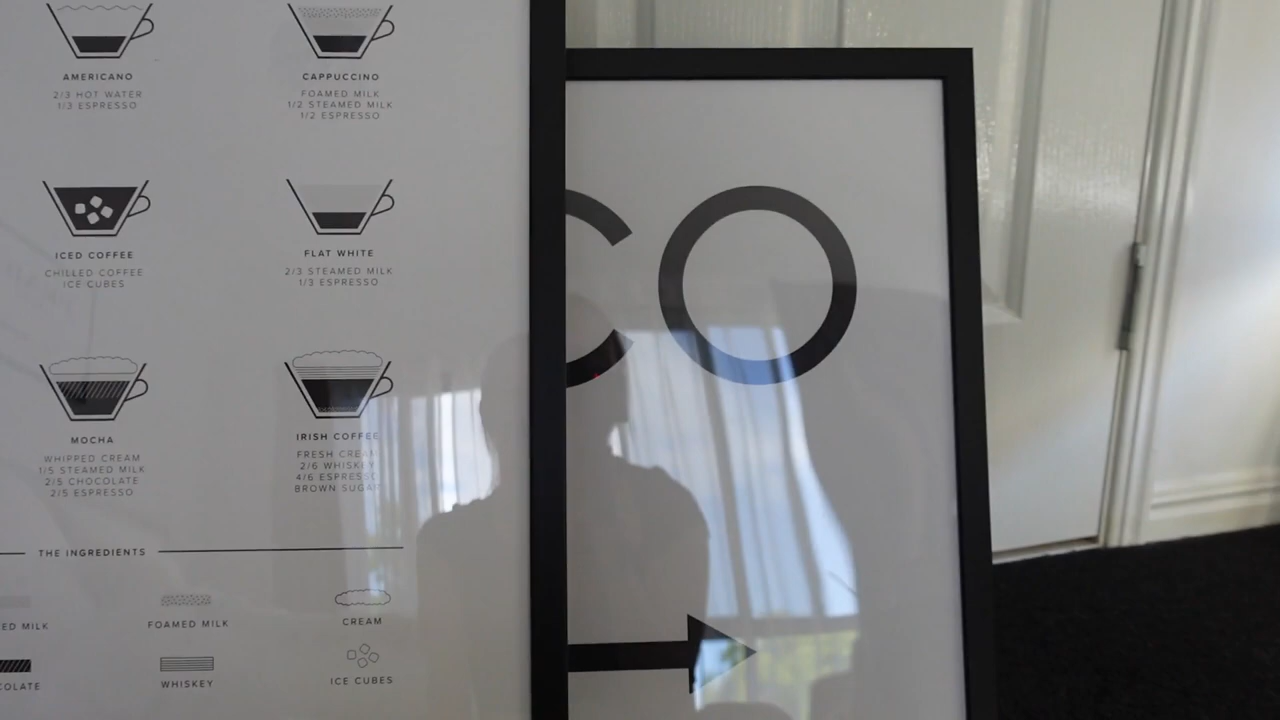 AMERICANO
2/3 HOT WATER
1/3 ESPRESSO
CAPPUCCINO
FOAMED MILK
1/2 STEAMED MILK
1/2 ESPRESSO
ICED COFFEE
CHILLED COFFEE
ICE CUBES
FLAT WHITE
2/3 STEAMED MILK
1/3 ESPRESSO
MOCHA
WHIPPED CREAM
1/5 STEAMED MILK
2/5 CHOCOLATE
2/5 ESPRESSO
IRISH COFFEE
FRESH CREAM
2/6 WHISKEY
4/6 ESPRESSO
BROWN SUGAR
THE INGREDIENTS
ED MILK
FOAMED MILK
CREAM
COLATE
WHISKEY
ICE CUBES
CO